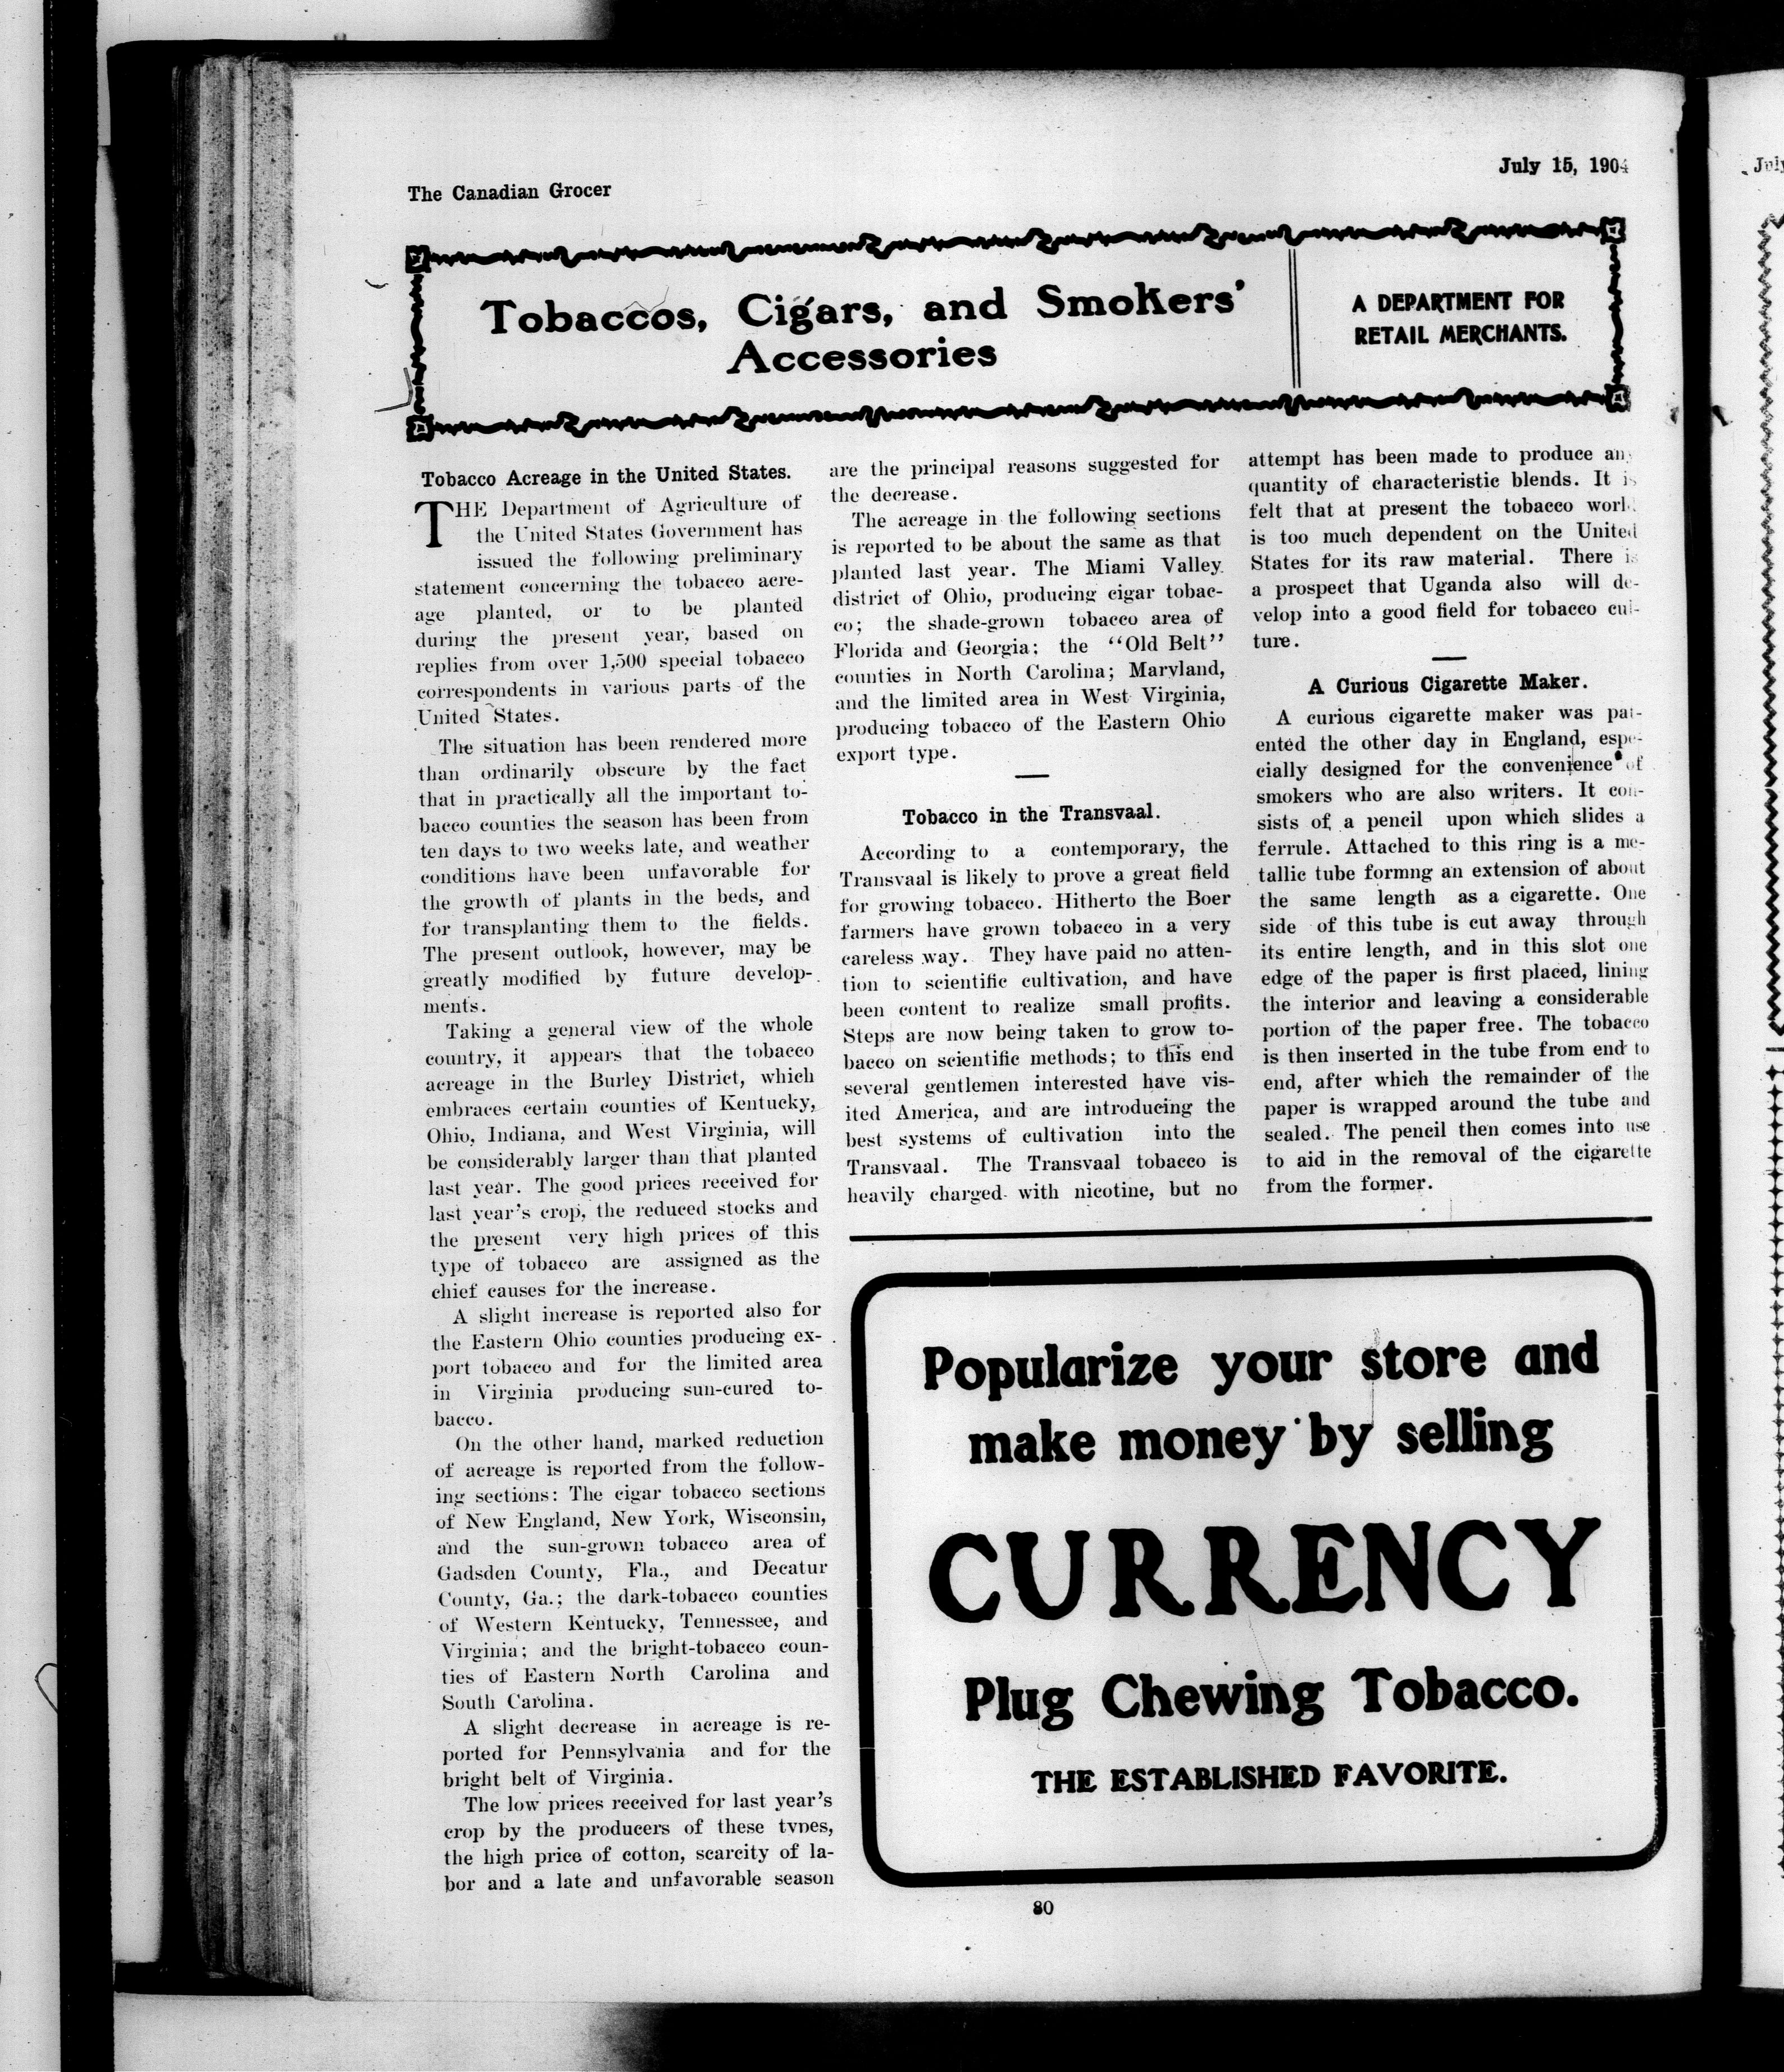 The Canadian Grocer
July 15, 1904
Tobaccos, Cigars, and Smokers'
Accessories
A DEPARTMENT FOR
RETAIL MERCHANTS.
Tobacco Acreage in the United States.
THE Department of Agriculture of
the United States Government has
issued the following preliminary
statement concerning the tobacco acre-
age planted, or to be planted
during the present year, based on
replies from over 1,500 special tobacco
correspondents in various parts of the
United States.
The situation has been rendered more
than ordinarily obscure by the fact
that in practically all the important to-
bacco counties the season has been from
ten days to two weeks late, and weather
conditions have been unfavorable for
the growth of plants in the beds, and
for transplanting them to the fields.
The present outlook, however, may be
greatly modified by future develop-
ments.
Taking a general view of the whole
country, it appears that the tobacco
acreage in the Burley District, which
embraces certain counties of Kentucky,
Ohio, Indiana, and West Virginia, will
be considerably larger than that planted
last year. The good prices received for
last year's crop, the reduced stocks and
the present very high prices of this
type of tobacco are assigned as the
chief causes for the increase.
A slight increase is reported also for
the Eastern Ohio counties producing ex-
port tobacco and for the limited area
in Virginia producing sun-cured to-
bacco.
On the other hand, marked reduction
of acreage is reported from the follow-
ing sections: The cigar tobacco sections
of New England, New York, Wisconsin,
and the sun-grown tobacco area of
Gadsden County, Fla., and Decatur
County, Ga.; the dark-tobacco counties
of Western Kentucky, Tennessee, and
Virginia; and the bright-tobacco coun-
ties of Eastern North Carolina and
South Carolina.
A slight decrease in acreage is re-
ported for Pennsylvania and for the
bright belt of Virginia.
The low prices received for last year's
crop by the producers of these tvpes,
the high price of cotton, scarcity of la-
bor and a late and unfavorable season
are the principal reasons suggested for
the decrease.
The acreage in the following sections
is reported to be about the same as that
planted last year. The Miami Valley
district of Ohio, producing cigar tobac-
co; the shade-grown tobacco area of
Florida and Georgia; the "Old Belt"
counties in North Carolina; Maryland,
and the limited area in West Virginia,
producing tobacco of the Eastern Ohio
export type.
Tobacco in the Transvaal.
According to a contemporary, the
Transvaal is likely to prove a great field
for growing tobacco. Hitherto the Boer
farmers have grown tobacco in a very
careless way. They have paid no atten-
tion to scientific cultivation, and have
been content to realize small profits.
Steps are now being taken to grow to-
bacco on scientific methods; to this end
several gentlemen interested have vis-
ited America, and are introducing the
best systems of cultivation into the
Transvaal. The Transvaal tobacco is
heavily charged with nicotine, but no
attempt has been made to produce any
quantity of characteristic blends. It is
felt that at present the tobacco world
is too much dependent on the United
States for its raw material. There is
a prospect that Uganda also will de-
velop into a good field for tobacco cul-
ture.
A Curious Cigarette Maker.
A curious cigarette maker was pat-
ented the other day in England, espe-
cially designed for the convenience of
smokers who are also writers. It con-
sists of a pencil upon which slides a
ferrule. Attached to this ring is a me-
tallic tube formng an extension of about
the same length as a cigarette. One
side of this tube is cut away through
its entire length, and in this slot one
edge of the paper is first placed, lining
the interior and leaving a considerable
portion of the paper free. The tobacco
is then inserted in the tube from end to
end, after which the remainder of the
paper is wrapped around the tube and
sealed. The pencil then comes into use
to aid in the removal of the cigarette
from the former.
Popularize your store and
make money by selling
CURRENCY
Plug Chewing Tobacco.
THE ESTABLISHED FAVORITE.
80